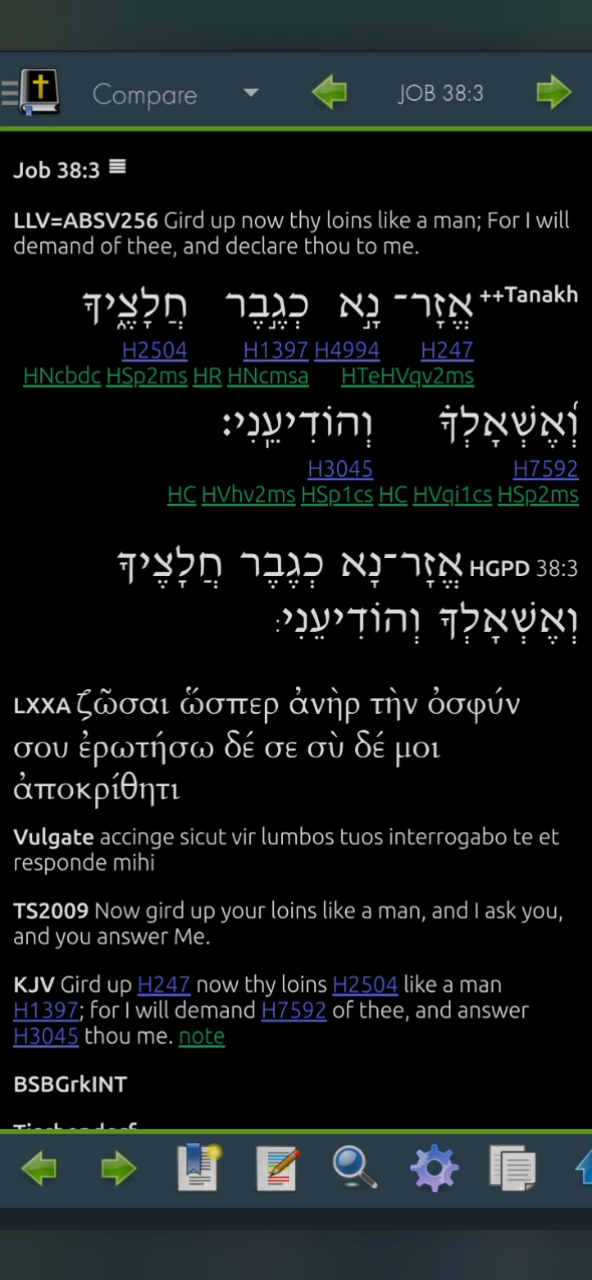 Compare
JOB 38:3
Job 38:3
LLV=ABSV256 Gird up now thy loins like a man; For I will
demand of thee, and declare thou to me.
++Tanakh אֱזָר־ נָ֣א כְגֶ֣בֶר חֲלָצֶ֑יךָ
H247 H4994 H1397 H2504
HNcbdc HSp2ms HR HNcmsa HTeHVqv2ms
וְ֝אֶשְׁאָלְךָ֗ וְהוֹדִיעֵֽנִי׃
H3045 H7592
HC HVhv2ms HSp1cs HC HVqi1cs HSp2ms
HGPD 38:3 אֱזָר־נָא כְגֶבֶר חֲלָצֶיךָ
וְאֶשְׁאָלְךָ וְהוֹדִיעֵנִי׃
LXXA ζῶσαι ὥσπερ ἀνὴρ τὴν ὀσφύν
σου ἐρωτήσω δέ σε σὺ δέ μοι
ἀποκρίθητι
Vulgate accinge sicut vir lumbos tuos interrogabo te et
responde mihi
TS2009 Now gird up your loins like a man, and I ask you,
and you answer Me.
KJV Gird up H247 now thy loins H2504 like a man
H1397; for I will demand H7592 of thee, and answer
H3045 thou me. note
BSBGrkINT